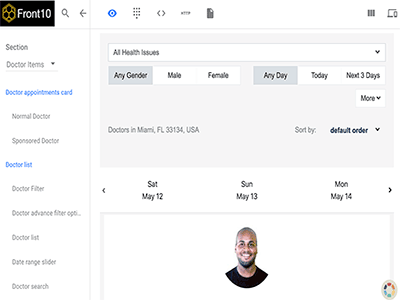 Front10
HTTP
Section
Doctor Items
Doctor appointments card
Normal Doctor
Sponsored Doctor
Doctor list
Doctor Filter
Doctor advance filter opti...
Doctor list
Date range slider
Doctor search
All Health Issues
Any Gender Male Female Any Day Today Next 3 Days
More
Doctors in Miami, FL 33134, USA Sort by: default order
Sat Sun Mon
May 12 May 13 May 14